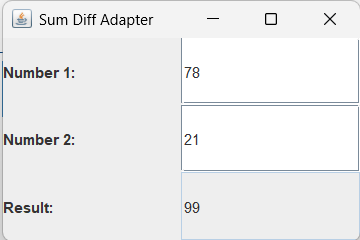 Sum Diff Adapter
Number 1: 78
Number 2: 21
Result: 99